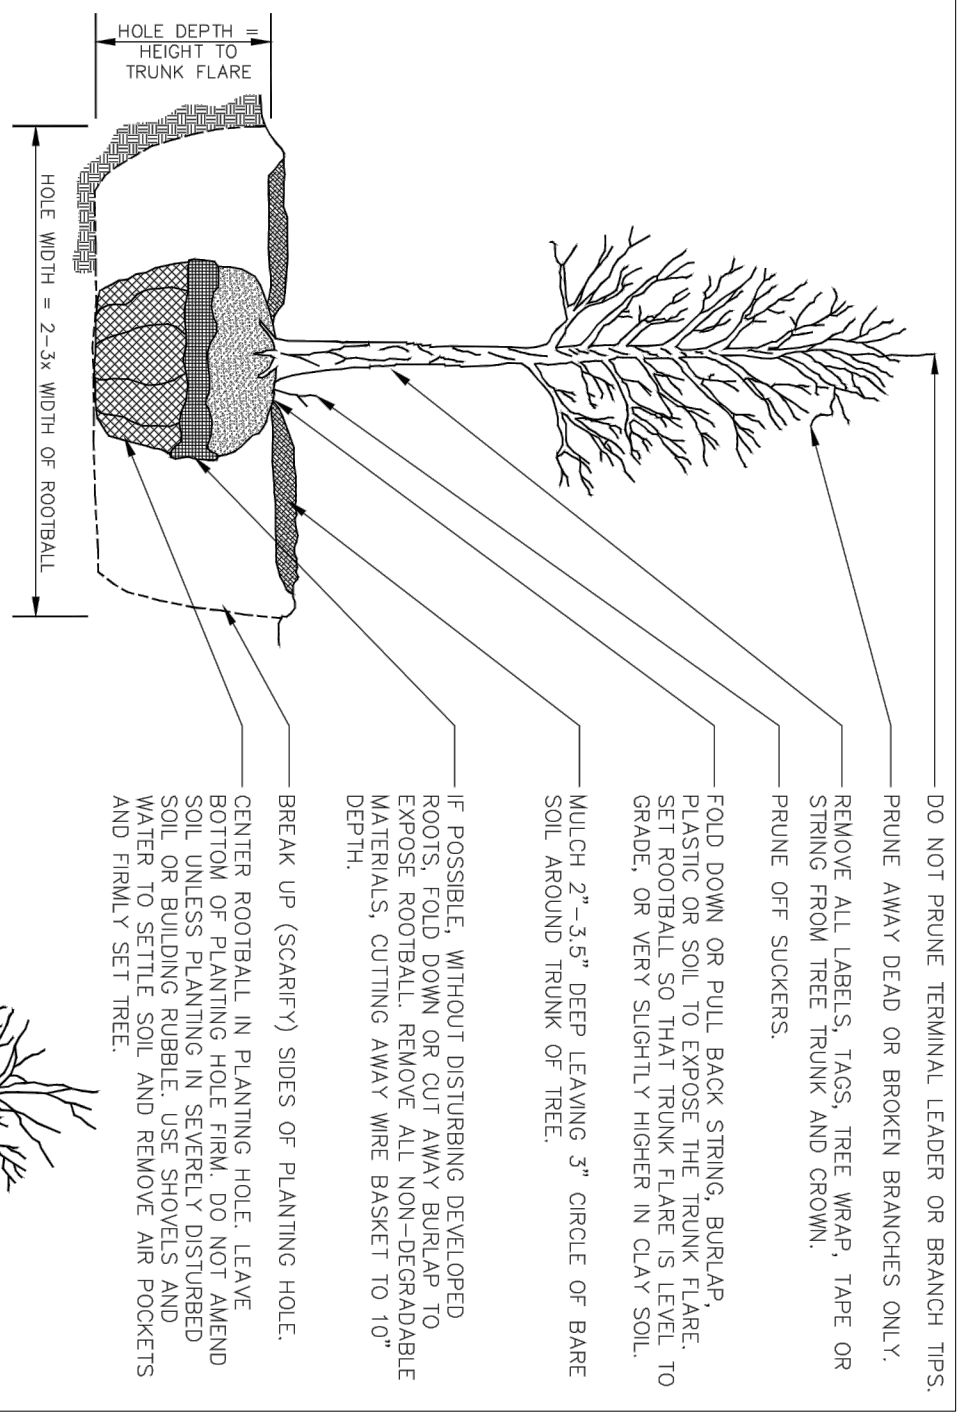 DO NOT PRUNE TERMINAL LEADER OR BRANCH TIPS.
PRUNE AWAY DEAD OR BROKEN BRANCHES ONLY.
REMOVE ALL LABELS, TAGS, TREE WRAP, TAPE OR
STRING FROM TREE TRUNK AND CROWN.
PRUNE OFF SUCKERS.
FOLD DOWN OR PULL BACK STRING, BURLAP,
PLASTIC OR SOIL TO EXPOSE THE TRUNK FLARE.
SET ROOTBALL SO THAT TRUNK FLARE IS LEVEL TO
GRADE, OR VERY SLIGHTLY HIGHER IN CLAY SOIL.
MULCH 2"-3.5" DEEP LEAVING 3" CIRCLE OF BARE
SOIL AROUND TRUNK OF TREE.
IF POSSIBLE, WITHOUT DISTURBING DEVELOPED
ROOTS, FOLD DOWN OR CUT AWAY BURLAP TO
EXPOSE ROOTBALL. REMOVE ALL NON-DEGRADABLE
MATERIALS, CUTTING AWAY WIRE BASKET TO 10"
DEPTH.
BREAK UP (SCARIFY) SIDES OF PLANTING HOLE.
CENTER ROOTBALL IN PLANTING HOLE. LEAVE
BOTTOM OF PLANTING HOLE FIRM. DO NOT AMEND
SOIL UNLESS PLANTING IN SEVERELY DISTURBED
SOIL OR BUILDING RUBBLE. USE SHOVELS AND
WATER TO SETTLE SOIL AND REMOVE AIR POCKETS
AND FIRMLY SET TREE.
HOLE DEPTH =
HEIGHT TO
TRUNK FLARE
HOLE WIDTH = 2-3x WIDTH OF ROOTBALL